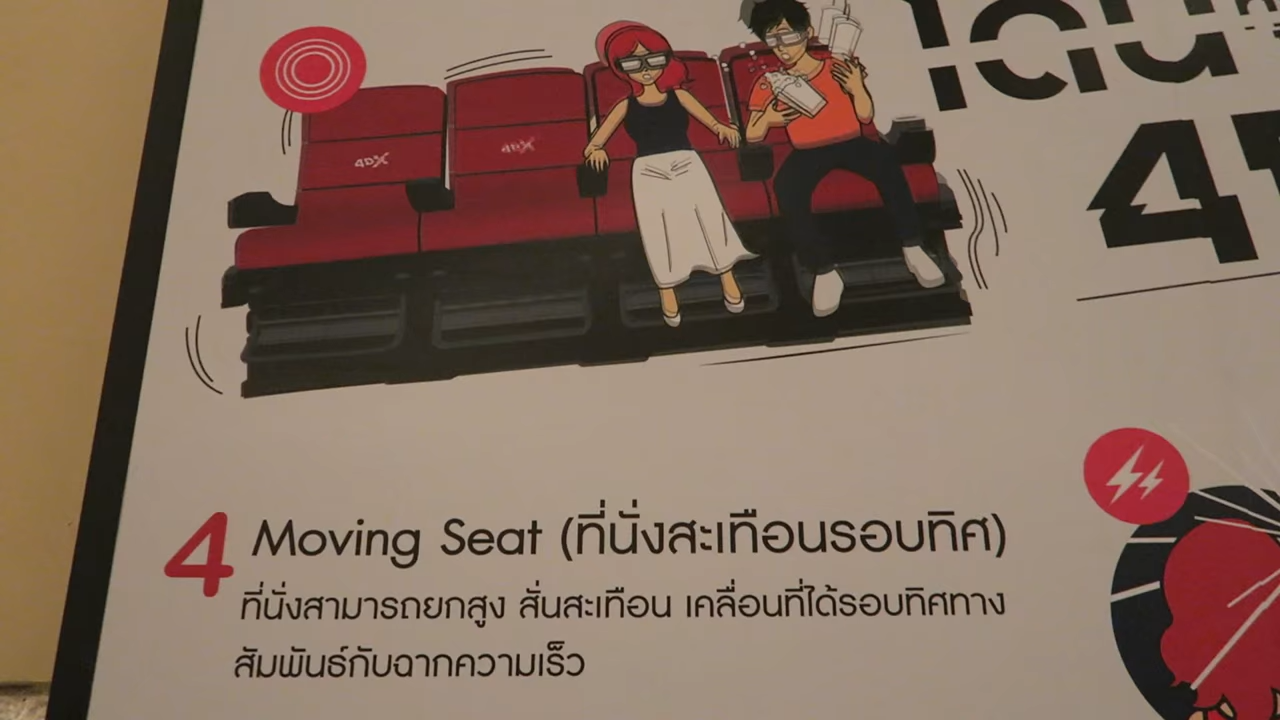 4DX
4DX
4
4 Moving Seat (ที่นั่งสะเทือนรอบทิศ)
ที่นั่งสามารถยกสูง สั่นสะเทือน เคลื่อนที่ได้รอบทิศทาง
สัมพันธ์กับฉากความเร็ว